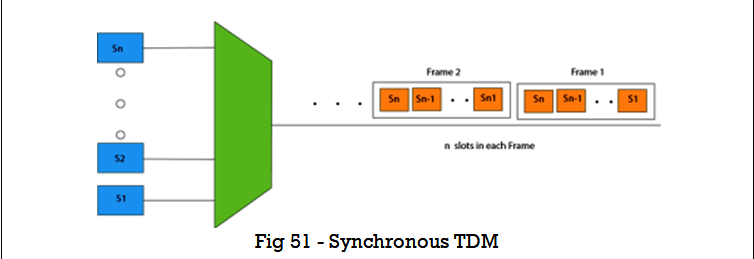 Sn
Frame 2
Frame 1
Sn Sn-1 . . Sn1
Sn Sn-1 . . S1
n slots in each Frame
S2
S1
Fig 51 - Synchronous TDM